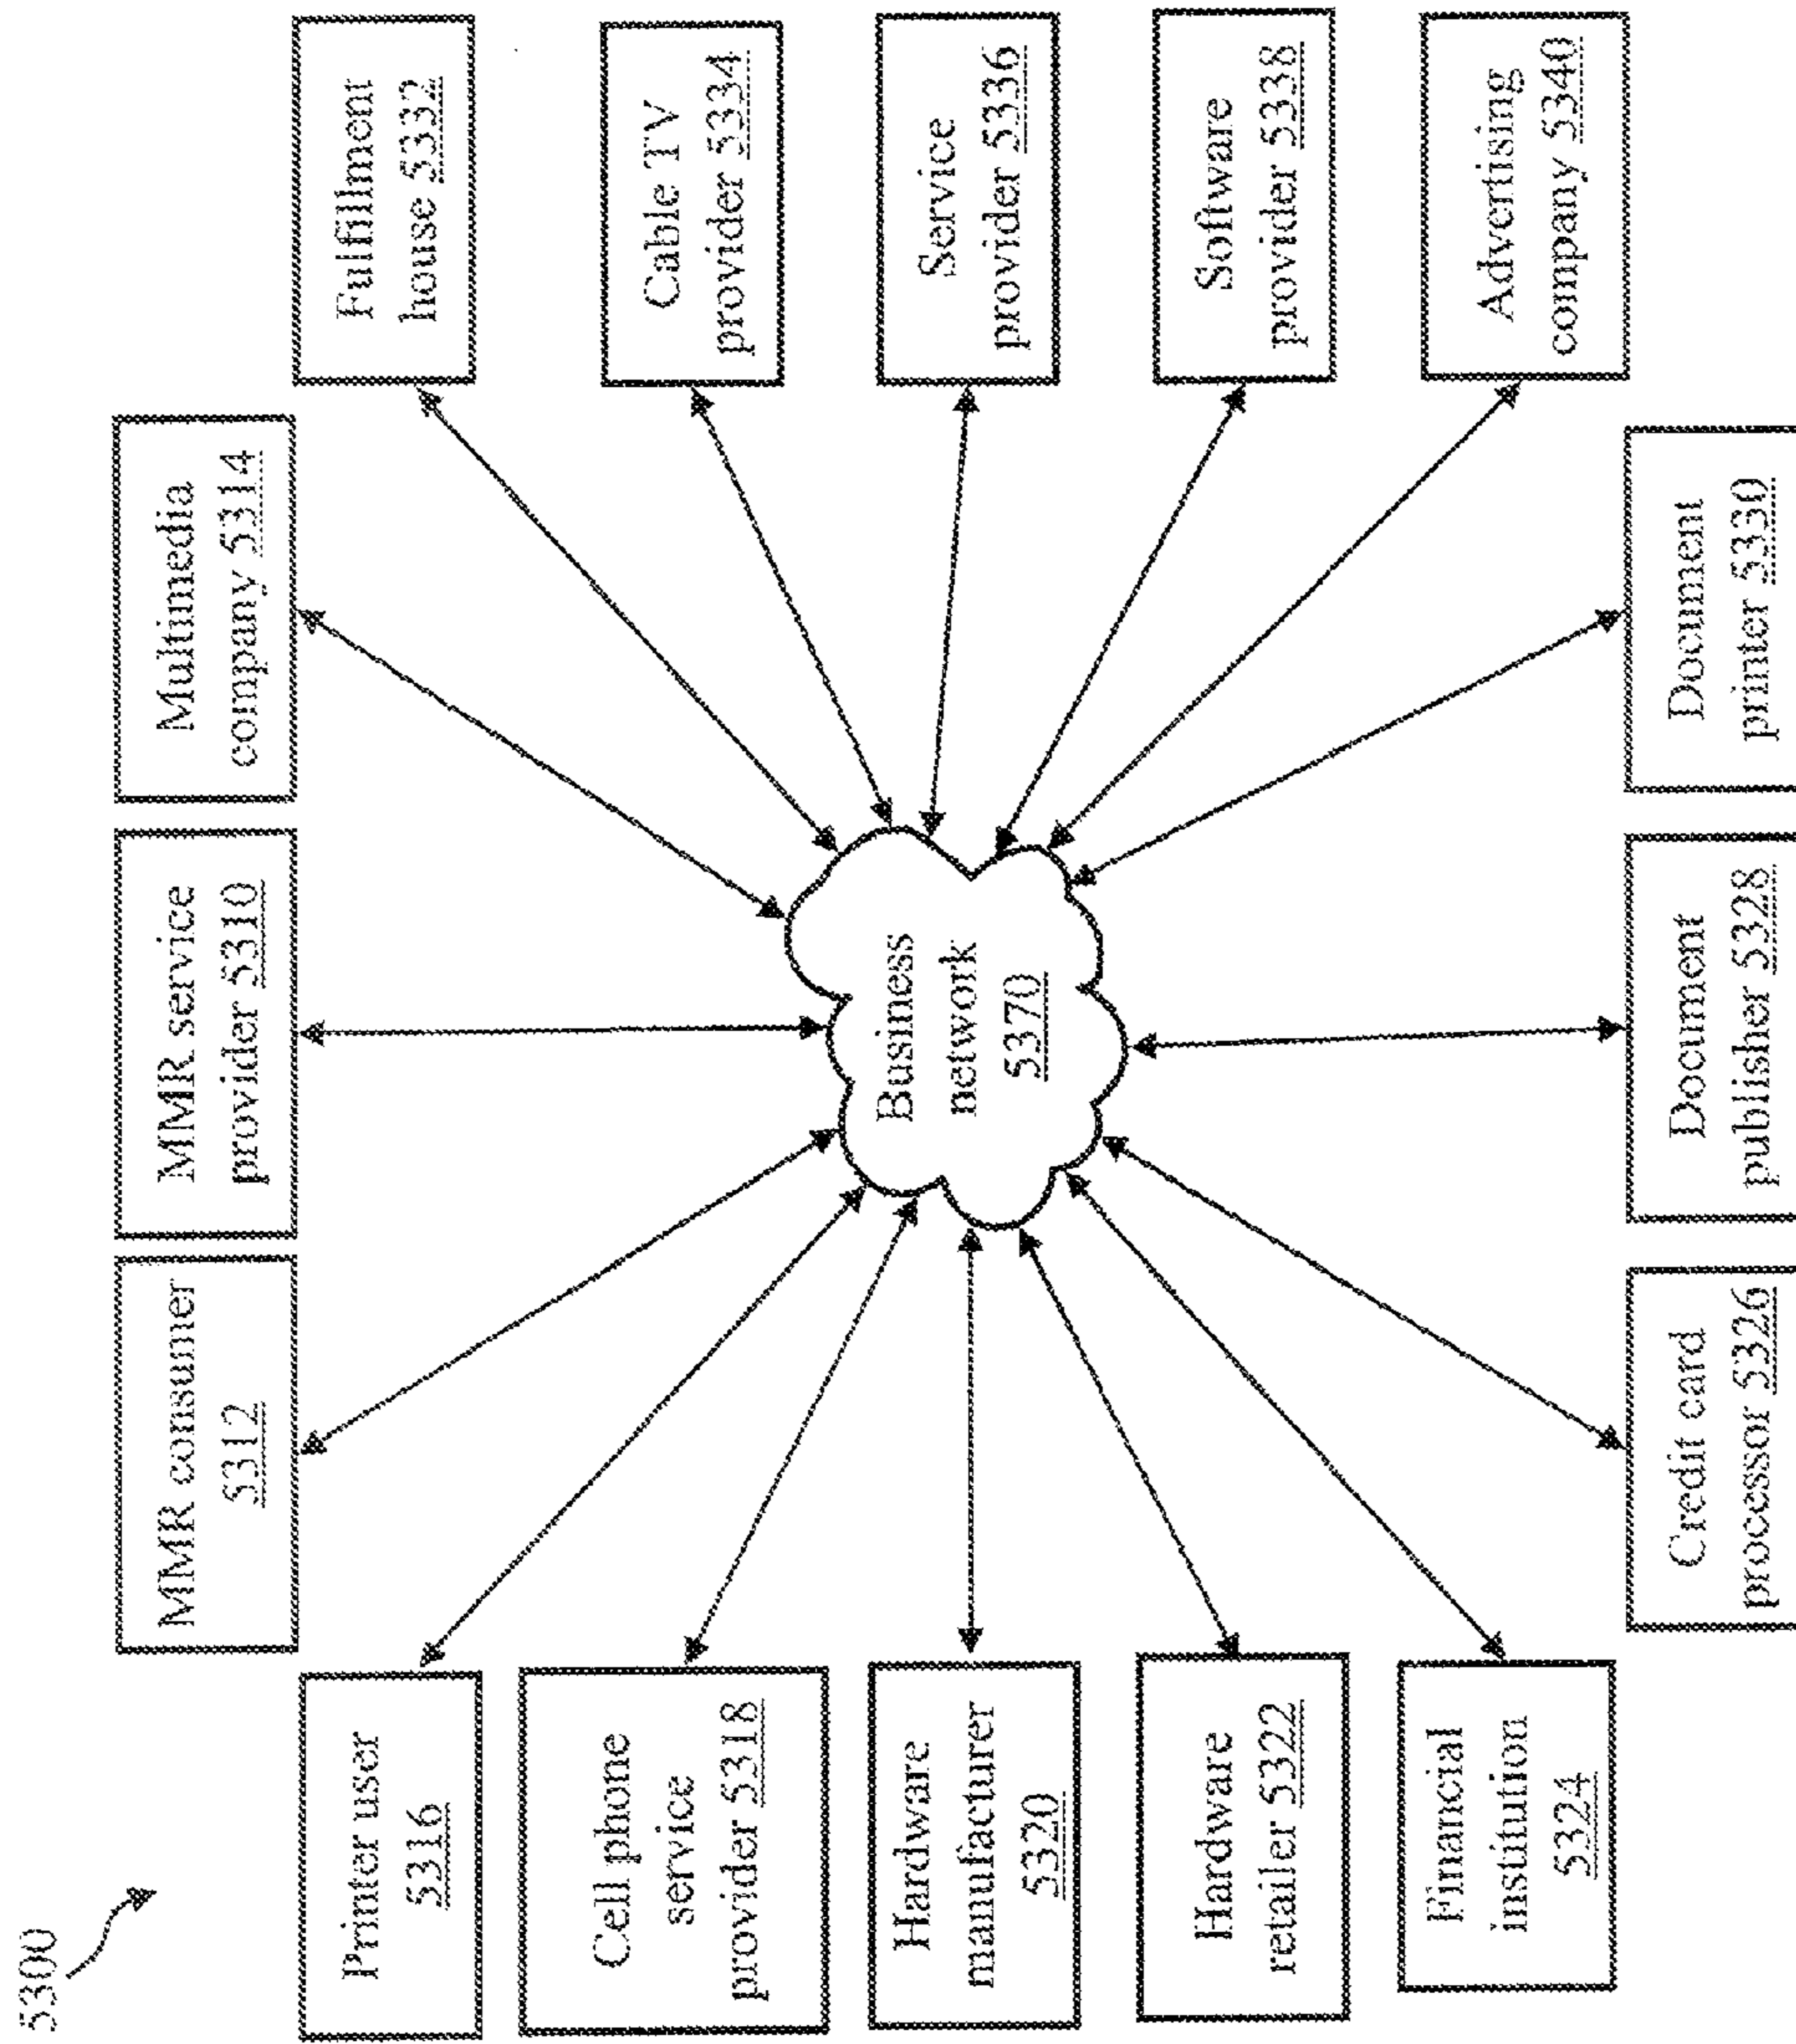 5300
MMR consumer
5312
MMR service
provider 5310
Multimedia
company 5314
Printer user
5316
Cell phone
service
provider 5318
Hardware
manufacturer
5320
Hardware
retailer 5322
Financial
institution
5324
Business
network
5370
Fulfillment
house 5332
Cable TV
provider 5334
Service
provider 5336
Software
provider 5338
Advertising
company 5340
Credit card
processor 5326
Document
publisher 5328
Document
printer 5330